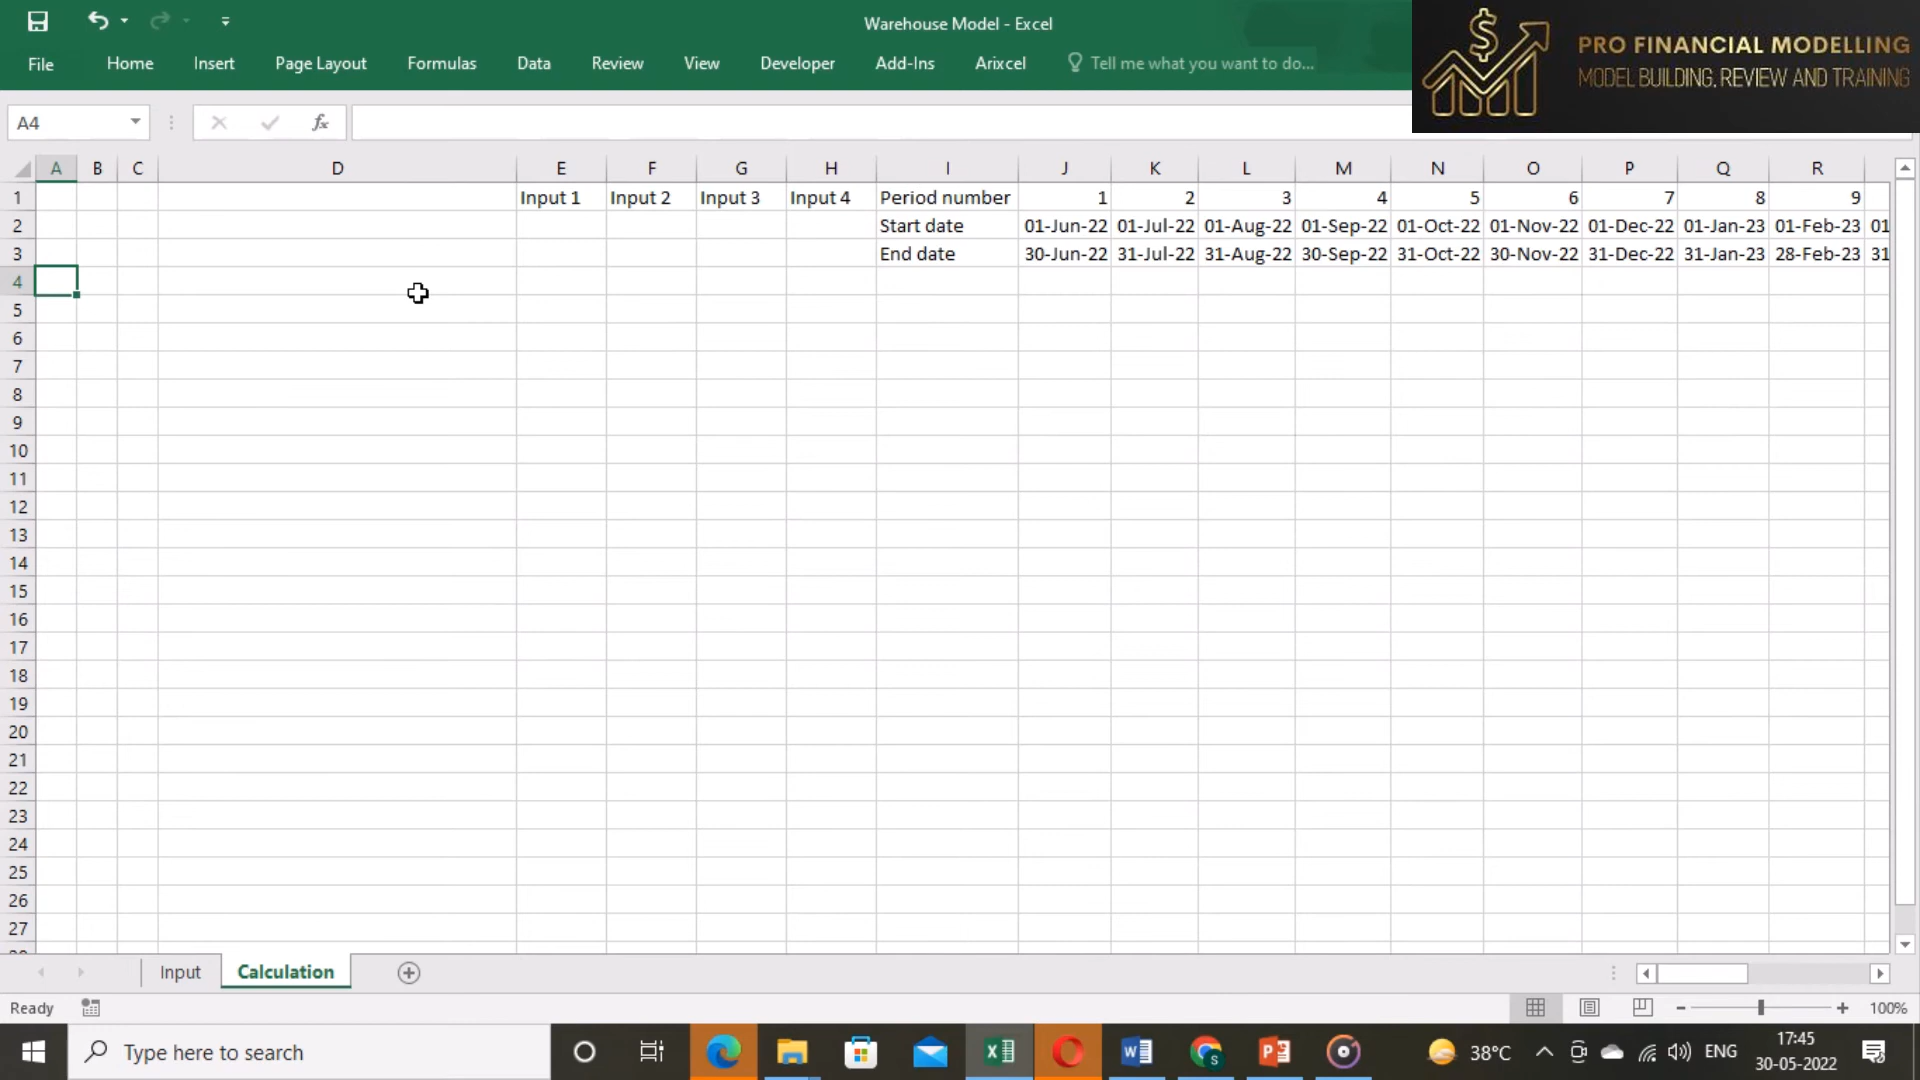 Warehouse Model - Excel
PRO FINANCIAL MODELLING
MODEL BUILDING, REVIEW AND TRAINING
File Home Insert Page Layout Formulas Data Review View Developer Add-Ins Arixcel Tell me what you want to do...
A4 fx
A B C D E F G H I J K L M N O P Q R
1 Input 1 Input 2 Input 3 Input 4 Period number 1 2 3 4 5 6 7 8 9
2 Start date 01-Jun-22 01-Jul-22 01-Aug-22 01-Sep-22 01-Oct-22 01-Nov-22 01-Dec-22 01-Jan-23 01-Feb-23 01
3 End date 30-Jun-22 31-Jul-22 31-Aug-22 30-Sep-22 31-Oct-22 30-Nov-22 31-Dec-22 31-Jan-23 28-Feb-23 31
4
5
6
7
8
9
10
11
12
13
14
15
16
17
18
19
20
21
22
23
24
25
26
27
Input Calculation
Ready 100%
Type here to search 38°C ENG 17:45
30-05-2022